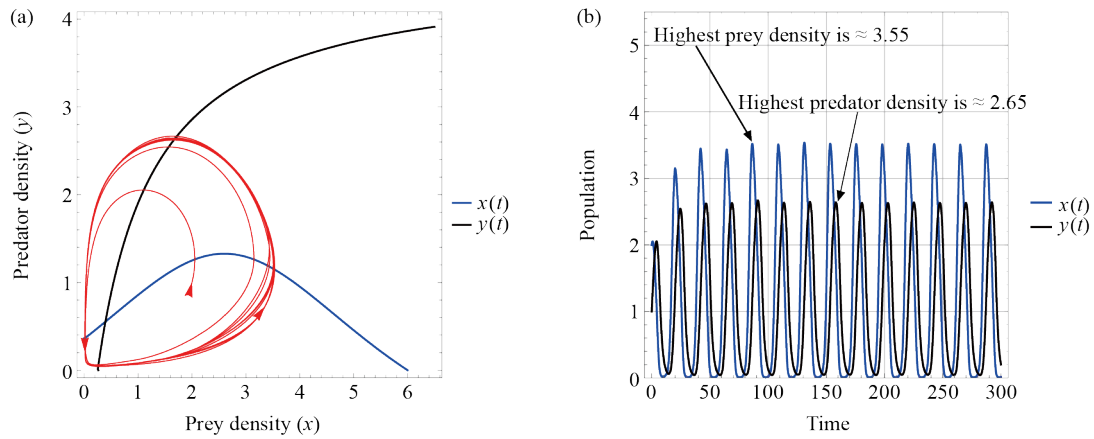 (a)
4
3
2
1
0
0 1 2 3 4 5 6
Predator density (y)
Prey density (x)
x(t)
y(t)
(b)
Highest prey density is ≈ 3.55
Highest predator density is ≈ 2.65
5
4
3
2
1
0
0 50 100 150 200 250 300
Population
Time
x(t)
y(t)